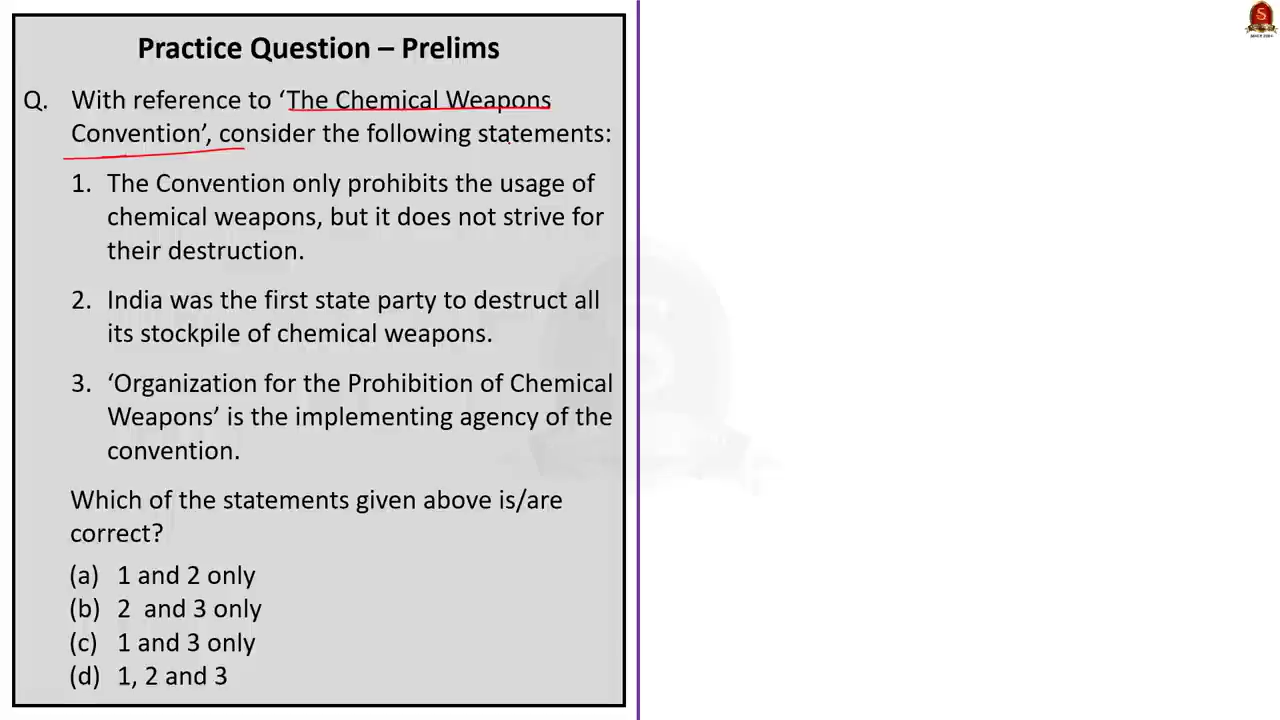 Practice Question – Prelims
Q. With reference to ‘The Chemical Weapons
Convention’, consider the following statements:
1. The Convention only prohibits the usage of
chemical weapons, but it does not strive for
their destruction.
2. India was the first state party to destruct all
its stockpile of chemical weapons.
3. ‘Organization for the Prohibition of Chemical
Weapons’ is the implementing agency of the
convention.
Which of the statements given above is/are
correct?
(a) 1 and 2 only
(b) 2 and 3 only
(c) 1 and 3 only
(d) 1, 2 and 3
S